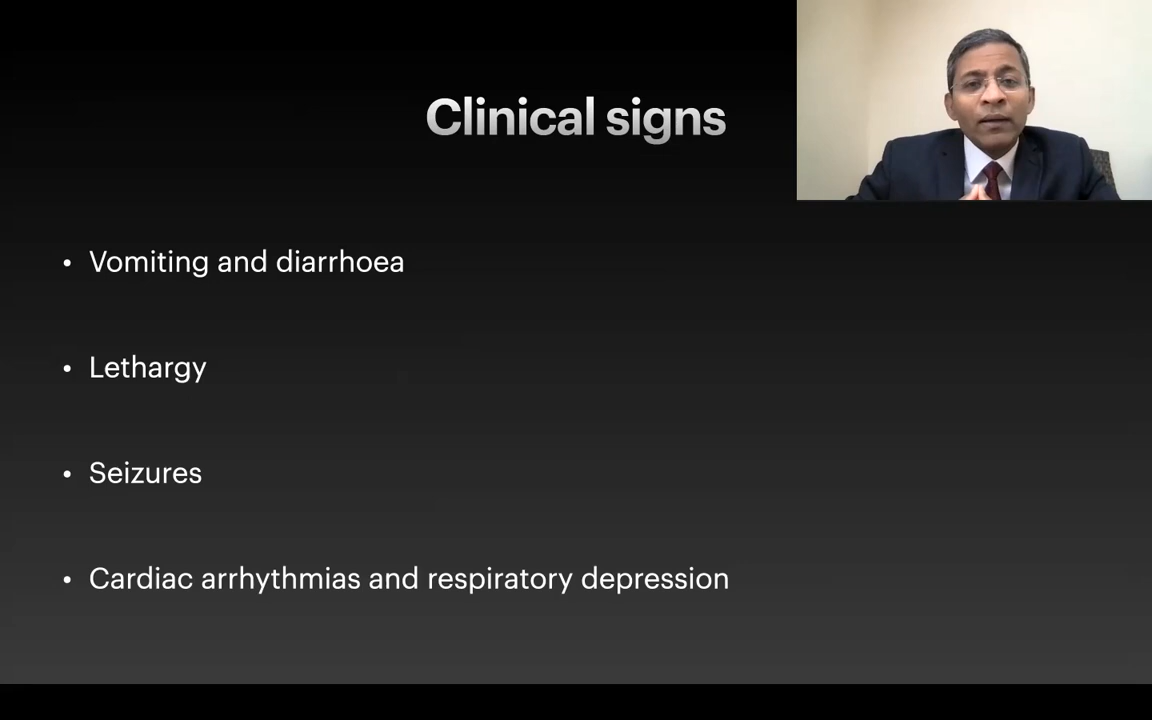 Clinical signs
• Vomiting and diarrhoea
• Lethargy
• Seizures
• Cardiac arrhythmias and respiratory depression